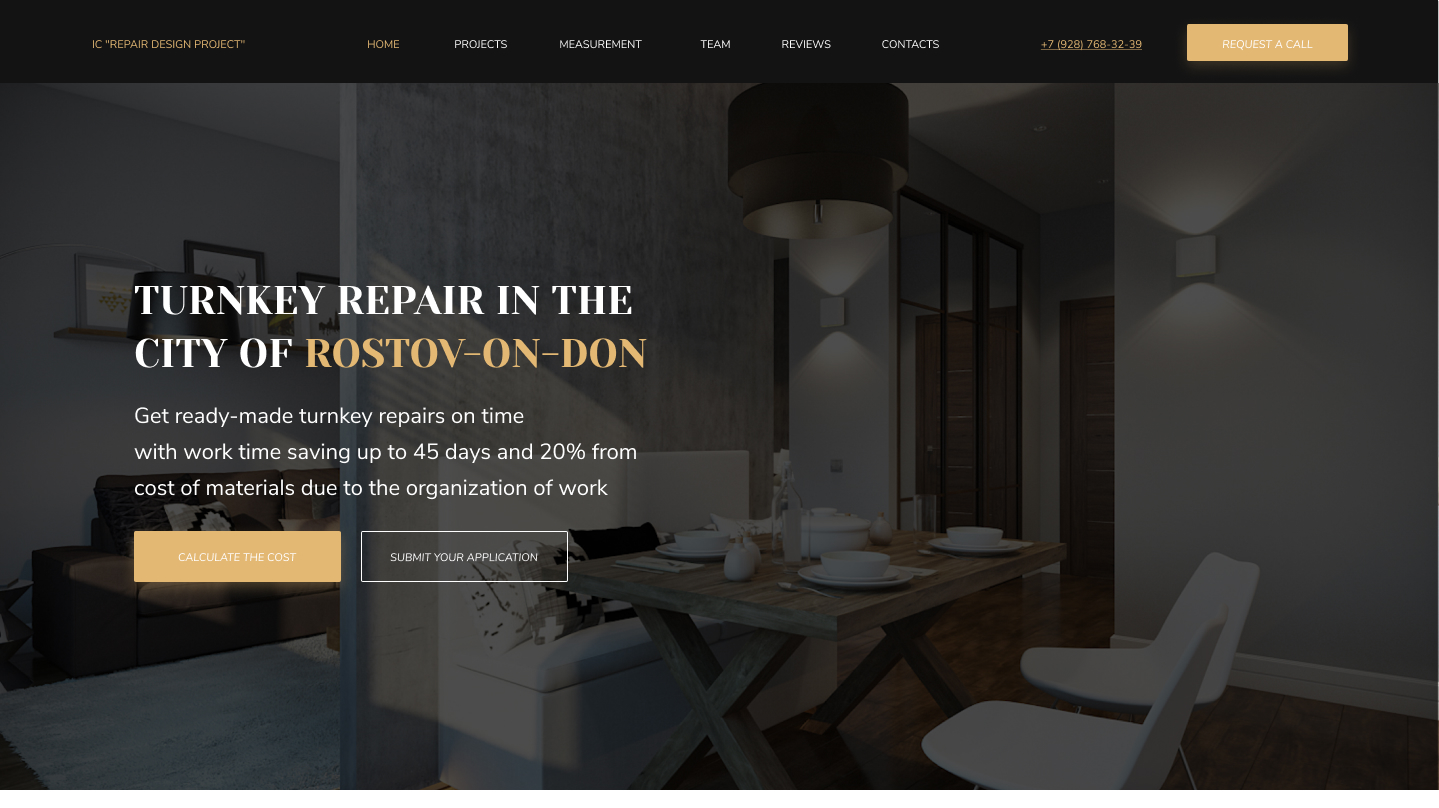 IC "REPAIR DESIGN PROJECT"
HOME
PROJECTS
MEASUREMENT
TEAM
REVIEWS
CONTACTS
+7 (928) 768-32-39
REQUEST A CALL
TURNKEY REPAIR IN THE
CITY OF ROSTOV-ON-DON
Get ready-made turnkey repairs on time
with work time saving up to 45 days and 20% from
cost of materials due to the organization of work
CALCULATE THE COST
SUBMIT YOUR APPLICATION